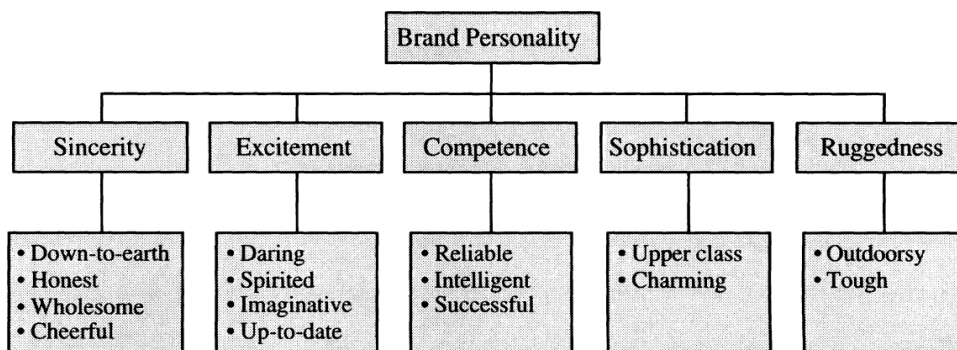 Brand Personality
Sincerity
Excitement
Competence
Sophistication
Ruggedness
• Down-to-earth
• Honest
• Wholesome
• Cheerful
• Daring
• Spirited
• Imaginative
• Up-to-date
• Reliable
• Intelligent
• Successful
• Upper class
• Charming
• Outdoorsy
• Tough